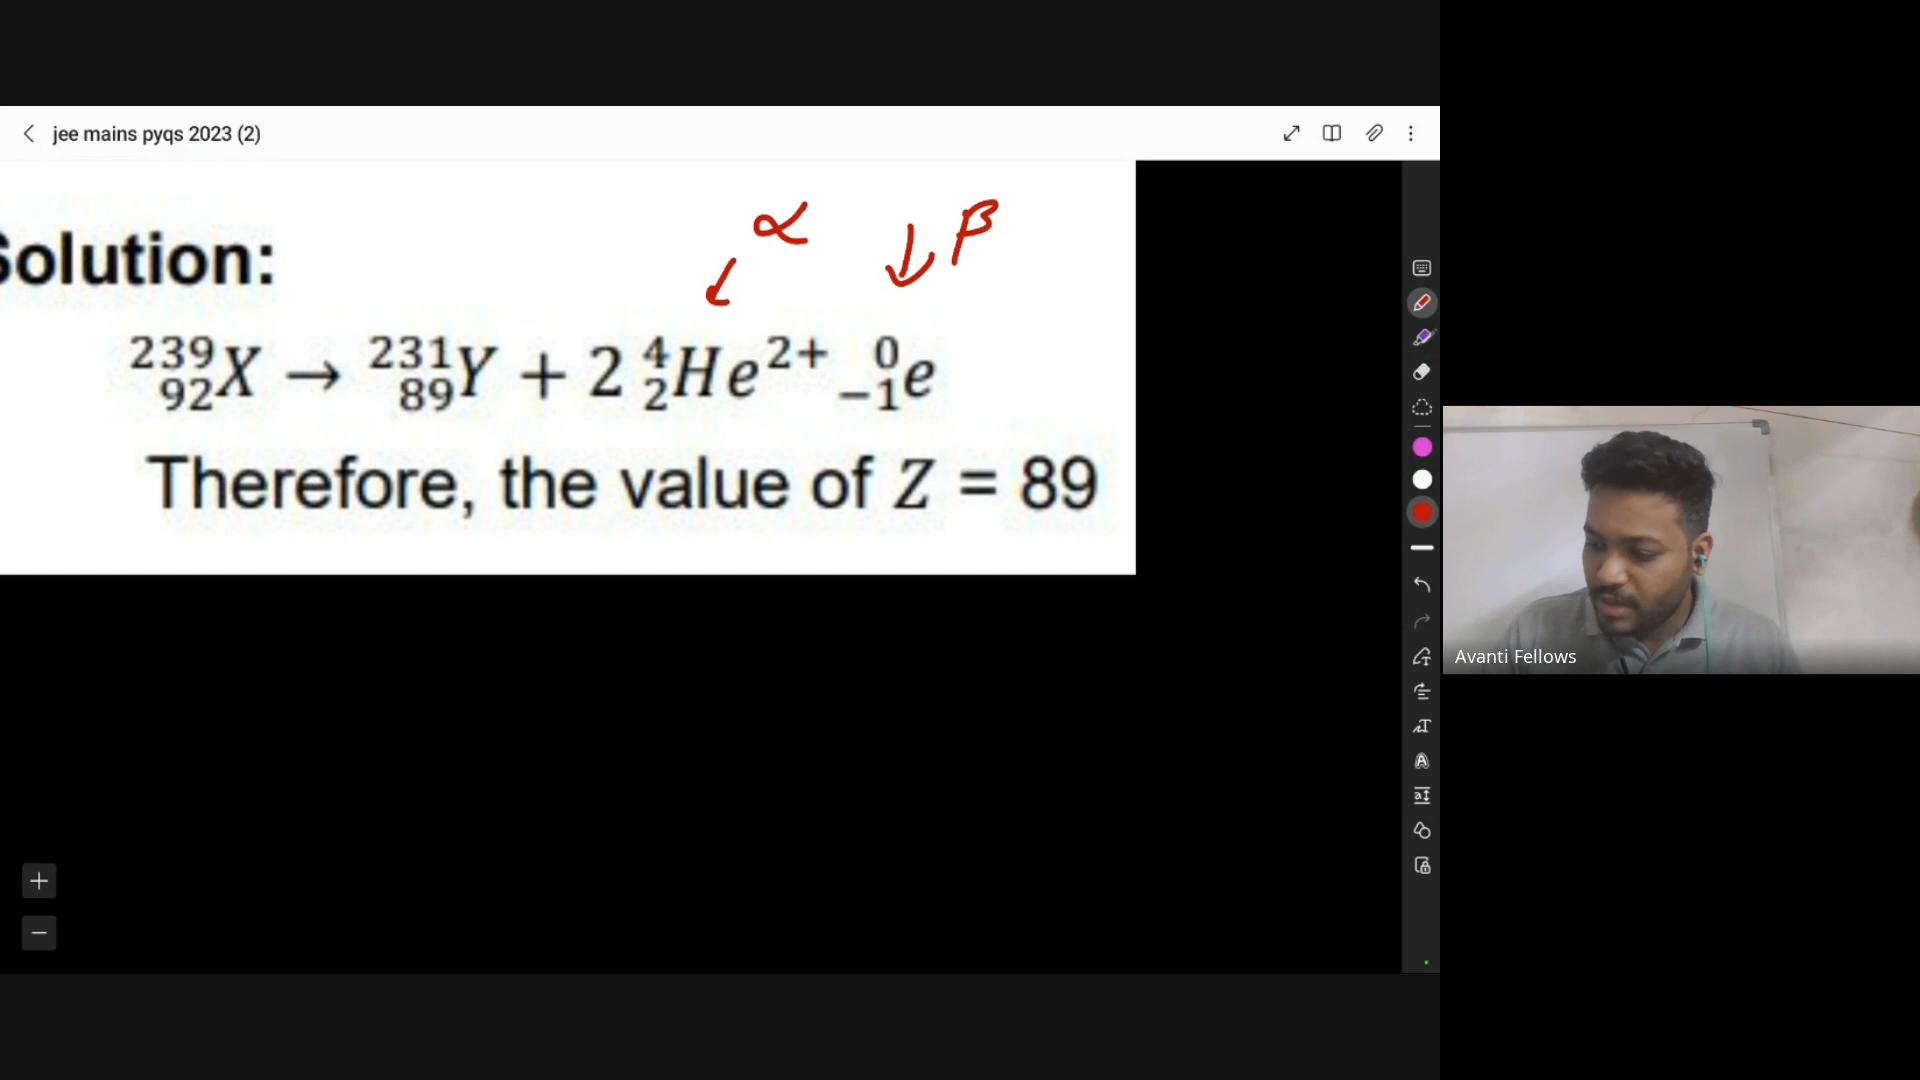 jee mains pyqs 2023 (2)
α
β
Solution:
²³⁹₉₂X → ²³¹₈₉Y + 2 ⁴₂He²⁺ ⁰₋₁e
Therefore, the value of Z = 89
Avanti Fellows